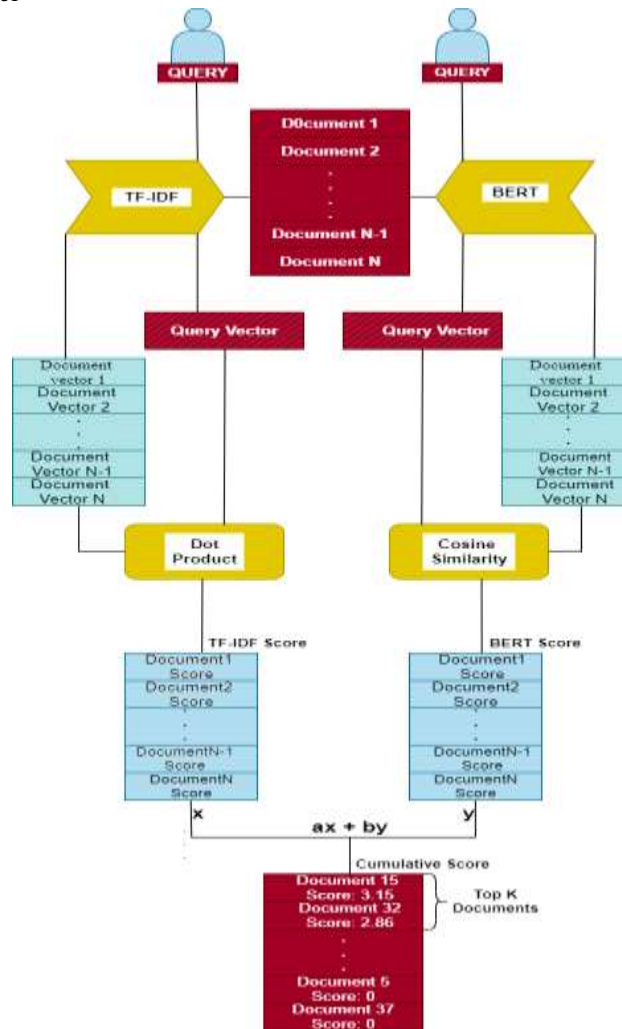 QUERY
QUERY
D0cument 1
Document 2
.
.
.
.
Document N-1
Document N
TF-IDF
BERT
Query Vector
Query Vector
Document
vector 1
Document
Vector 2
.
.
.
Document
Vector N-1
Document
Vector N
Document
vector 1
Document
Vector 2
.
.
.
Document
Vector N-1
Document
Vector N
Dot
Product
Cosine
Similarity
TF-IDF Score
BERT Score
Document1
Score
Document2
Score
.
.
.
DocumentN-1
Score
DocumentN
Score
Document1
Score
Document2
Score
.
.
.
DocumentN-1
Score
DocumentN
Score
x
y
ax + by
Cumulative Score
Document 15
Score: 3.15
Document 32
Score: 2.86
.
.
.
Document 5
Score: 0
Document 37
Score: 0
Top K
Documents